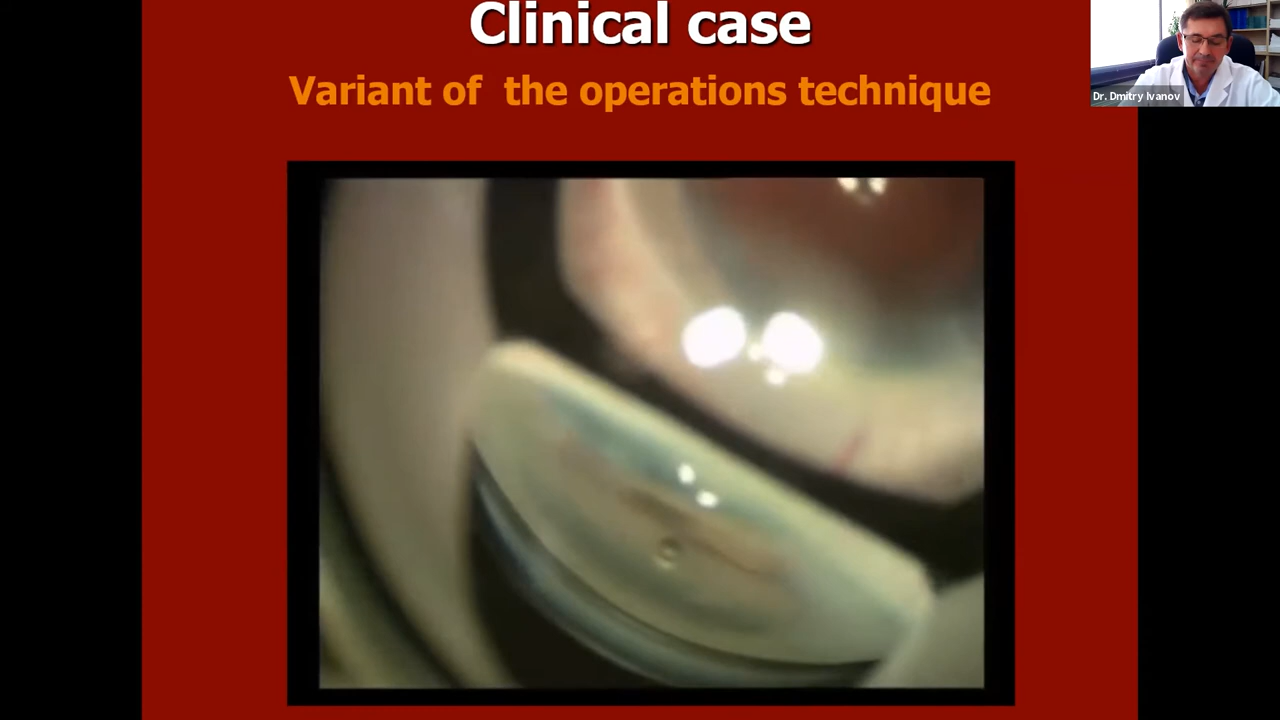 Clinical case
Variant of the operations technique
Dr. Dmitry Ivanov